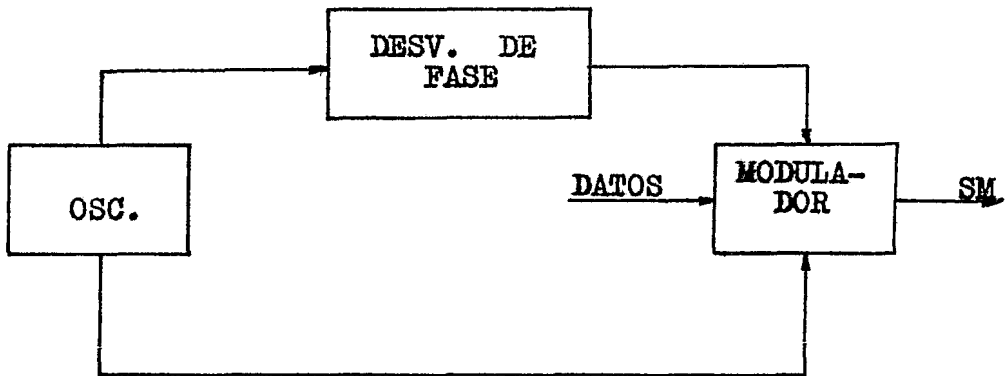 DESV. DE
FASE
OSC.
DATOS
MODULA-
DOR
SM